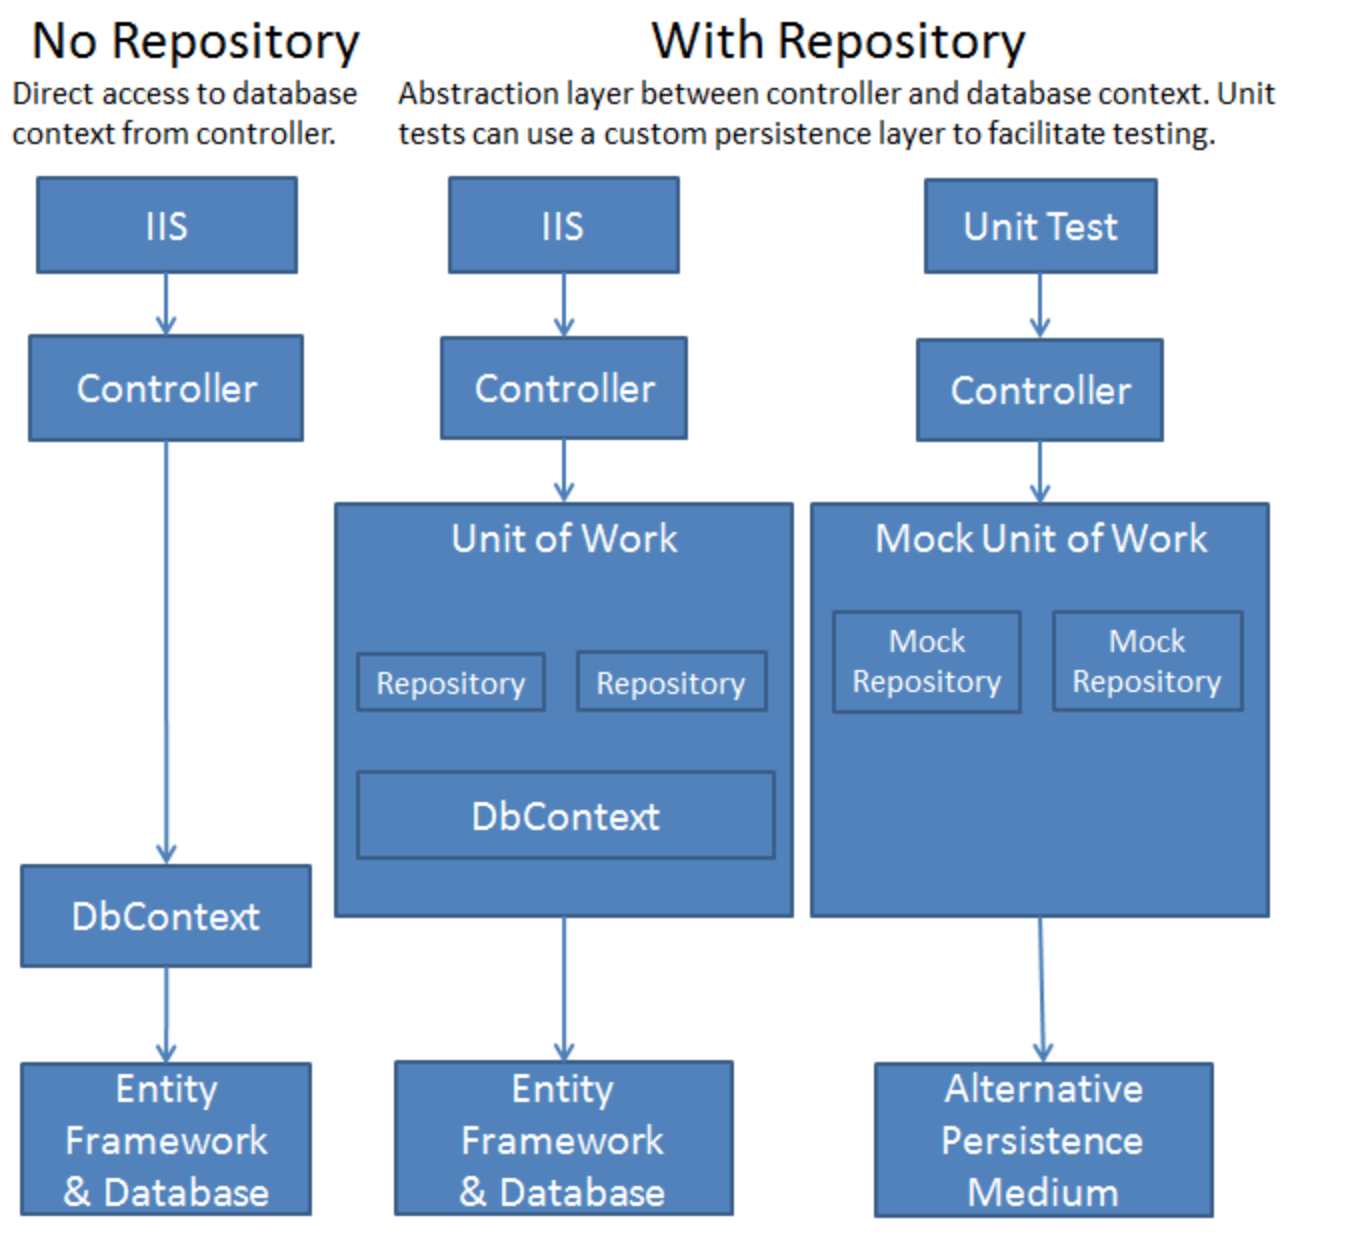 No Repository
Direct access to database
context from controller.
IIS
Controller
DbContext
Entity
Framework
& Database
With Repository
Abstraction layer between controller and database context. Unit
tests can use a custom persistence layer to facilitate testing.
IIS
Controller
Unit of Work
Repository
Repository
DbContext
Entity
Framework
& Database
Unit Test
Controller
Mock Unit of Work
Mock
Repository
Mock
Repository
Alternative
Persistence
Medium